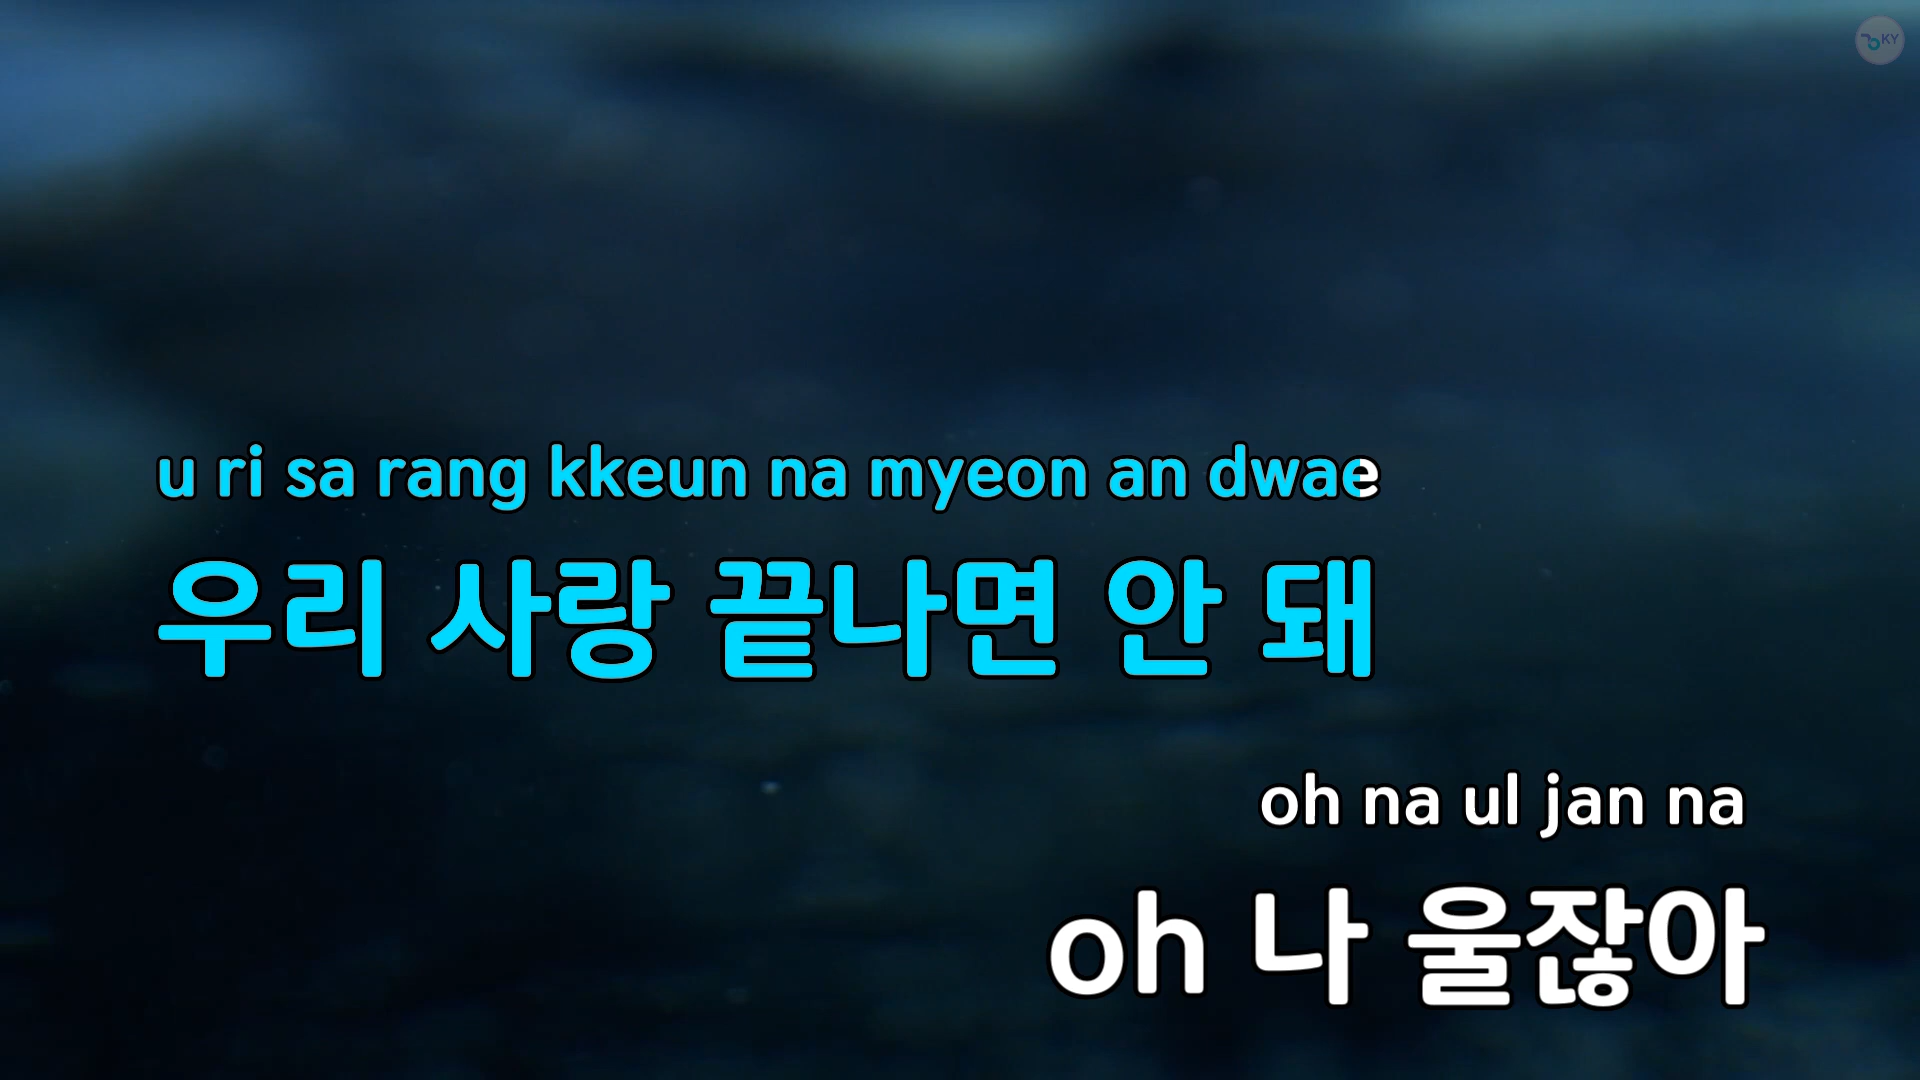 KY
u ri sa rang kkeun na myeon an dwae
우리 사랑 끝나면 안 돼
oh na ul jan na
oh 나 울잖아